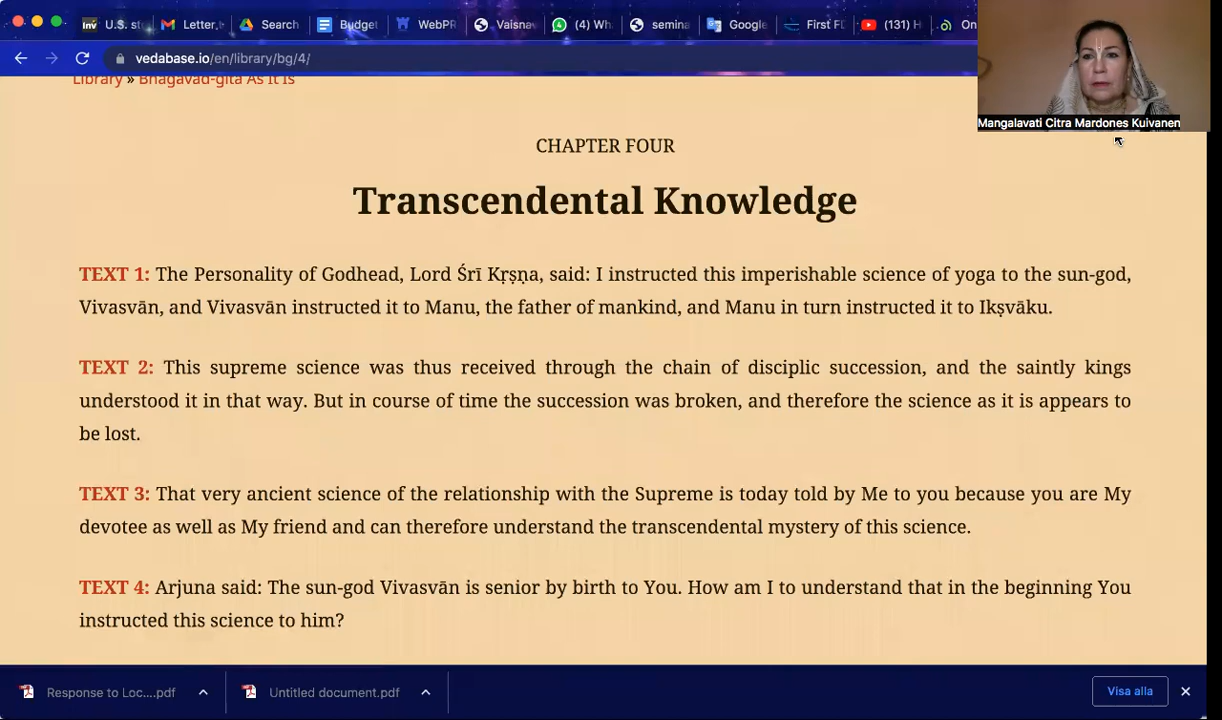 U.S. st
Letter,
Search
Budget
WebPR
Vaisna
(4) Wh
semina
Google
First Fl
(131) H
On
vedabase.io/en/library/bg/4/
Library » Bhagavad-gītā As It Is
Mangalavati Citra Mardones Kuivanen
CHAPTER FOUR
Transcendental Knowledge
TEXT 1: The Personality of Godhead, Lord Śrī Kṛṣṇa, said: I instructed this imperishable science of yoga to the sun-god,
Vivasvān, and Vivasvān instructed it to Manu, the father of mankind, and Manu in turn instructed it to Ikṣvāku.
TEXT 2: This supreme science was thus received through the chain of disciplic succession, and the saintly kings
understood it in that way. But in course of time the succession was broken, and therefore the science as it is appears to
be lost.
TEXT 3: That very ancient science of the relationship with the Supreme is today told by Me to you because you are My
devotee as well as My friend and can therefore understand the transcendental mystery of this science.
TEXT 4: Arjuna said: The sun-god Vivasvān is senior by birth to You. How am I to understand that in the beginning You
instructed this science to him?
Response to Loc....pdf
Untitled document.pdf
Visa alla